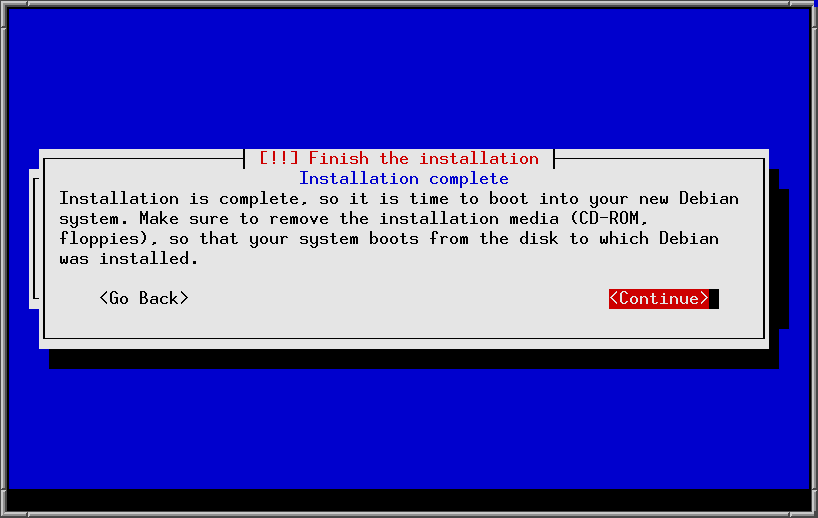 [!!] Finish the installation
Installation complete
Installation is complete, so it is time to boot into your new Debian
system. Make sure to remove the installation media (CD-ROM,
floppies), so that your system boots from the disk to which Debian
was installed.
<Go Back> <Continue>